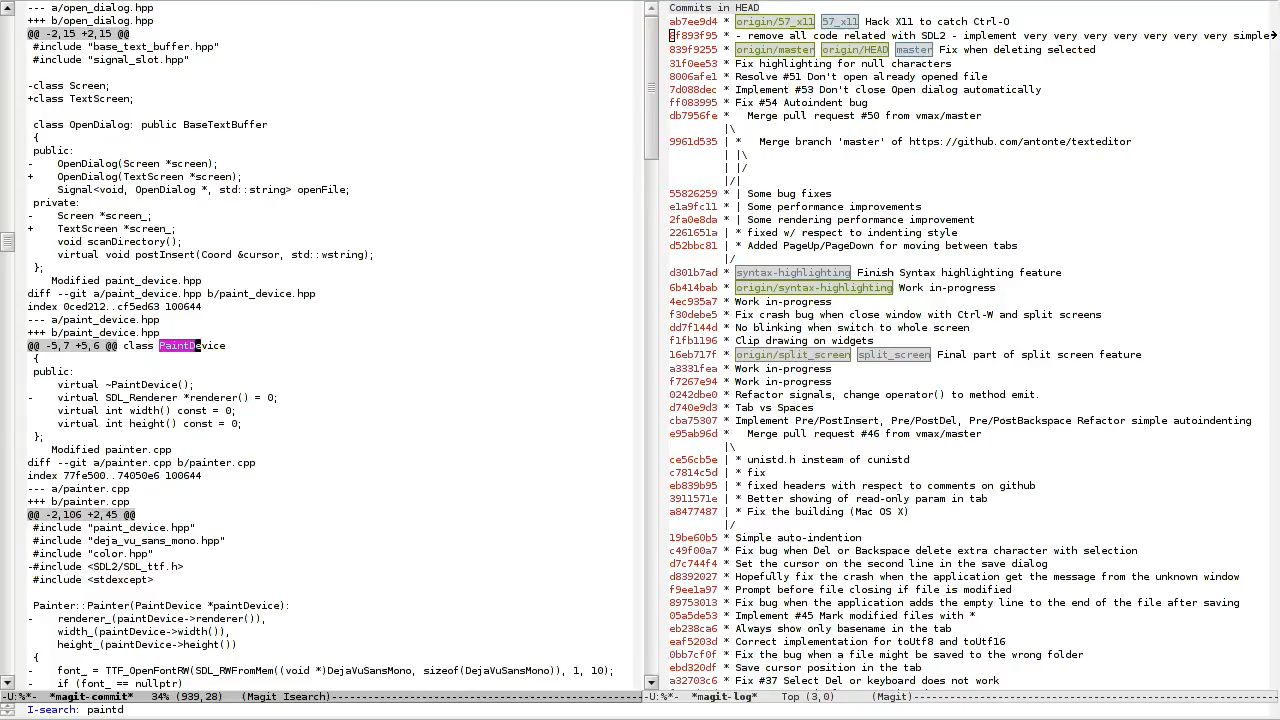 --- a/open_dialog.hpp
+++ b/open_dialog.hpp
@@ -2,15 +2,15 @@
 #include "base_text_buffer.hpp"
 #include "signal_slot.hpp"
-class Screen;
+class TextScreen;
 class OpenDialog: public BaseTextBuffer
 {
 public:
-    OpenDialog(Screen *screen);
+    OpenDialog(TextScreen *screen);
     Signal<void, OpenDialog *, std::string> openFile;
 private:
-    Screen *screen_;
+    TextScreen *screen_;
     void scanDirectory();
     virtual void postInsert(Coord &cursor, std::wstring);
 };
    Modified paint_device.hpp
diff --git a/paint_device.hpp b/paint_device.hpp
index 0ced212..cf5ed63 100644
--- a/paint_device.hpp
+++ b/paint_device.hpp
@@ -5,7 +5,6 @@ class PaintDevice
 {
 public:
     virtual ~PaintDevice();
-    virtual SDL_Renderer *renderer() = 0;
     virtual int width() const = 0;
     virtual int height() const = 0;
 };
    Modified painter.cpp
diff --git a/painter.cpp b/painter.cpp
index 77fe500..74050e6 100644
--- a/painter.cpp
+++ b/painter.cpp
@@ -2,106 +2,45 @@
 #include "paint_device.hpp"
 #include "deja_vu_sans_mono.hpp"
 #include "color.hpp"
-#include <SDL2/SDL_ttf.h>
 #include <stdexcept>
 Painter::Painter(PaintDevice *paintDevice):
-    renderer_(paintDevice->renderer()),
     width_(paintDevice->width()),
     height_(paintDevice->height())
 {
-    font_ = TTF_OpenFontRW(SDL_RWFromMem((void *)DejaVuSansMono, sizeof(DejaVuSansMono)), 1, 10);
-    if (font_ == nullptr)
-U:%*-  *magit-commit*   34% (939,28)   (Magit Isearch)
I-search: paintd
Commits in HEAD
ab7ee9d4 * origin/57_x11 57_x11 Hack X11 to catch Ctrl-O
f893f95 * - remove all code related with SDL2 - implement very very very very very very very simple
839f9255 * origin/master origin/HEAD master Fix when deleting selected
31f0ee53 * Fix highlighting for null characters
8006afe1 * Resolve #51 Don't open already opened file
7d088dec * Implement #53 Don't close Open dialog automatically
ff083995 * Fix #54 Autoindent bug
db7956fe *   Merge pull request #50 from vmax/master
|\
9961d535 | *   Merge branch 'master' of https://github.com/antonte/texteditor
| |\
| |/
|/|
55826259 * | Some bug fixes
e1a9fc11 * | Some performance improvements
2fa0e8da * | Some rendering performance improvement
2261651a | * fixed w/ respect to indenting style
d52bbc81 | * Added PageUp/PageDown for moving between tabs
|/
d301b7ad * syntax-highlighting Finish Syntax highlighting feature
6b414bab * origin/syntax-highlighting Work in-progress
4ec935a7 * Work in-progress
f30debe5 * Fix crash bug when close window with Ctrl-W and split screens
dd7f144d * No blinking when switch to whole screen
f1fb1196 * Clip drawing on widgets
16eb717f * origin/split_screen split_screen Final part of split screen feature
a3331fea * Work in-progress
f7267e94 * Work in-progress
0242dbe0 * Refactor signals, change operator() to method emit.
d740e9d3 * Tab vs Spaces
cba75307 * Implement Pre/PostInsert, Pre/PostDel, Pre/PostBackspace Refactor simple autoindenting
e95ab96d *   Merge pull request #46 from vmax/master
|\
ce56cb5e | * unistd.h insteam of cunistd
c7814c5d | * fix
eb839b95 | * fixed headers with respect to comments on github
3911571e | * Better showing of read-only param in tab
a8477487 | * Fix the building (Mac OS X)
|/
19be60b5 * Simple auto-indention
c49f00a7 * Fix bug when Del or Backspace delete extra character with selection
d7c744f4 * Set the cursor on the second line in the save dialog
d8392027 * Hopefully fix the crash when the application get the message from the unknown window
f9ee1a97 * Prompt before file closing if file is modified
89753013 * Fix bug when the application adds the empty line to the end of the file after saving
05a5de53 * Implement #45 Mark modified files with *
eb238ca6 * Always show only basename in the tab
eaf5203d * Correct implementation for toUtf8 and toUtf16
0bb7cf0f * Fix the bug when a file might be saved to the wrong folder
ebd320df * Save cursor position in the tab
a32703c6 * Fix #37 Select Del or keyboard does not work
-U:%*-  *magit-log*    Top (3,0)      (Magit)